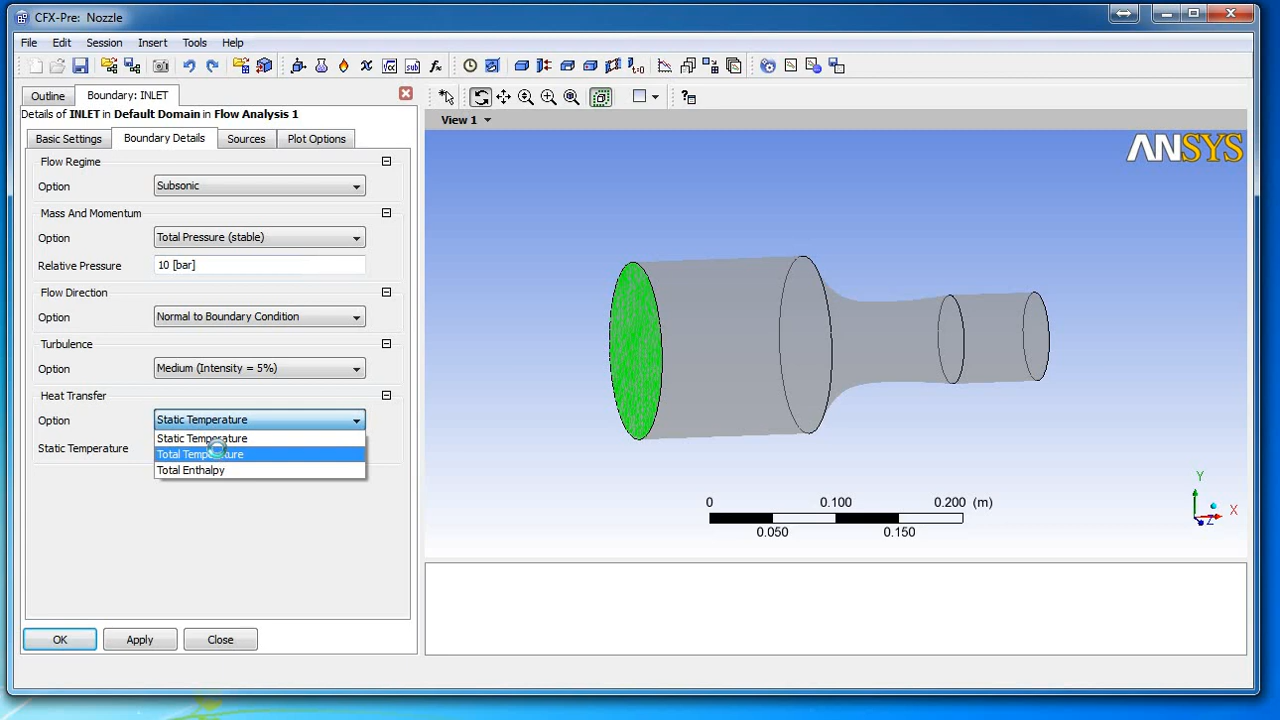 CFX-Pre: Nozzle
File Edit Session Insert Tools Help
Outline Boundary: INLET
Details of INLET in Default Domain in Flow Analysis 1
Basic Settings Boundary Details Sources Plot Options
Flow Regime
Option Subsonic
Mass And Momentum
Option Total Pressure (stable)
Relative Pressure 10 [bar]
Flow Direction
Option Normal to Boundary Condition
Turbulence
Option Medium (Intensity = 5%)
Heat Transfer
Option Static Temperature
Static Temperature
Static Temperature
Total Temperature
Total Enthalpy
OK Apply Close
View 1
ANSYS
0 0.100 0.200 (m)
0.050 0.150
Y
X
Z